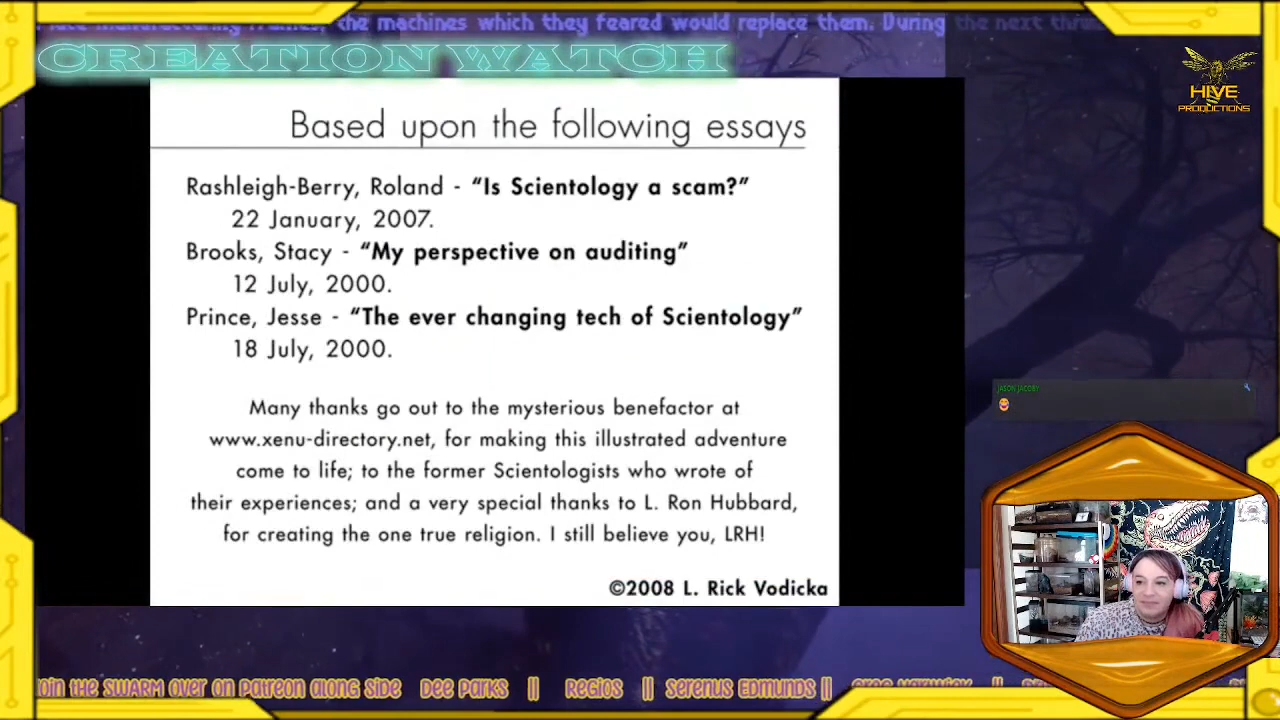 the machines which they feared would replace them. During the next
CREATION WATCH
HIVE
PRODUCTIONS
Based upon the following essays
Rashleigh-Berry, Roland - “Is Scientology a scam?”
22 January, 2007.
Brooks, Stacy - “My perspective on auditing”
12 July, 2000.
Prince, Jesse - “The ever changing tech of Scientology”
18 July, 2000.
Many thanks go out to the mysterious benefactor at
www.xenu-directory.net, for making this illustrated adventure
come to life; to the former Scientologists who wrote of
their experiences; and a very special thanks to L. Ron Hubbard,
for creating the one true religion. I still believe you, LRH!
©2008 L. Rick Vodicka
JASON JACOBY
oin the SWARM over on Patreon along side Dee Parks || Regios || Serenus Edmunds ||